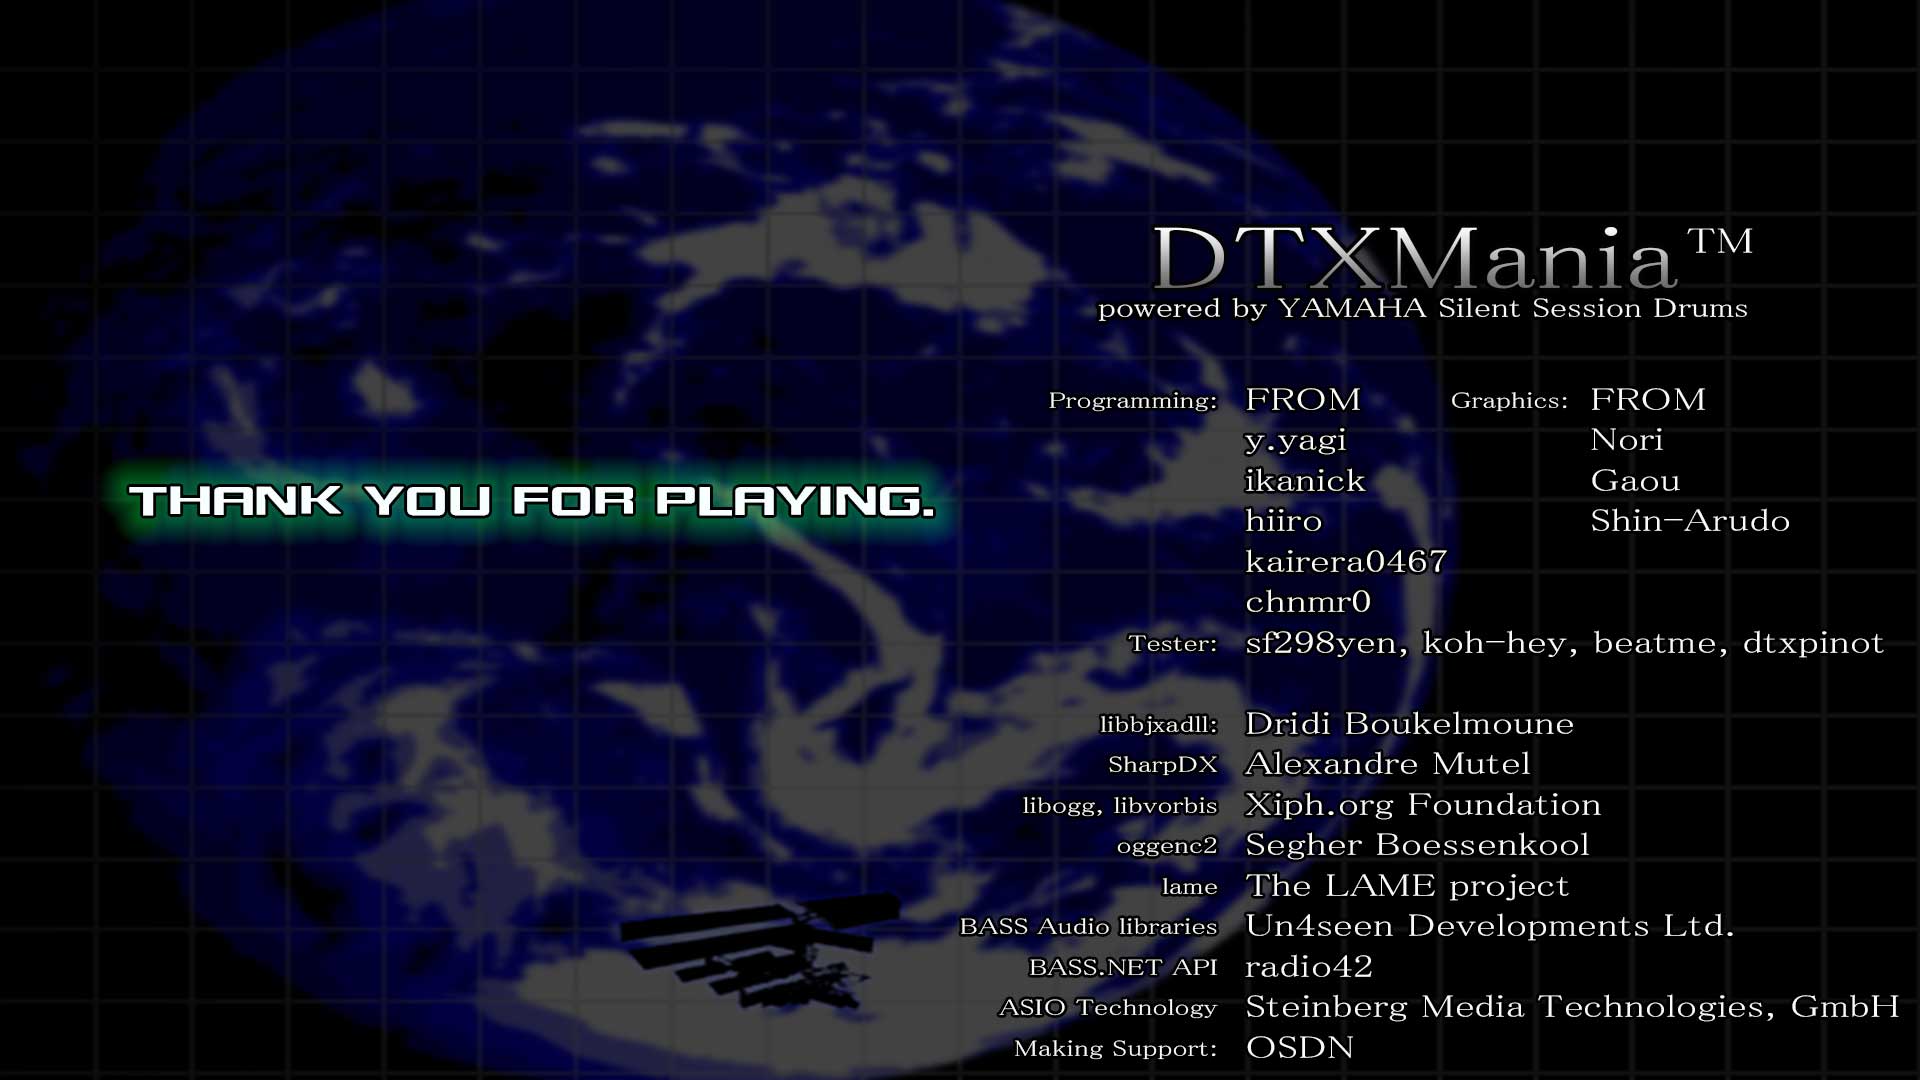 DTXMania™
powered by YAMAHA Silent Session Drums
THANK YOU FOR PLAYING.
Programming: FROM Graphics: FROM
y.yagi Nori
ikanick Gaou
hiiro Shin-Arudo
kairera0467
chnmr0
Tester: sf298yen, koh-hey, beatme, dtxpinot
libbjxadll: Dridi Boukelmoune
SharpDX Alexandre Mutel
libogg, libvorbis Xiph.org Foundation
oggenc2 Segher Boessenkool
lame The LAME project
BASS Audio libraries Un4seen Developments Ltd.
BASS.NET API radio42
ASIO Technology Steinberg Media Technologies, GmbH
Making Support: OSDN